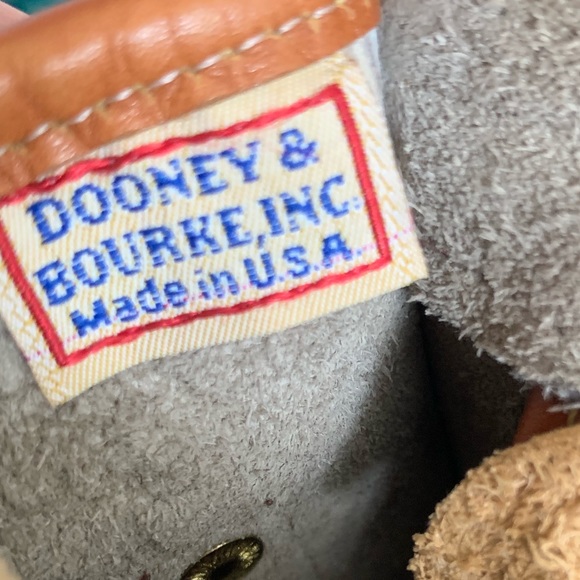 DOONEY &
BOURKE, INC.
Made in U.S.A.